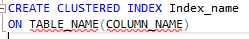 CREATE CLUSTERED INDEX Index_name
ON TABLE_NAME(COLUMN_NAME)